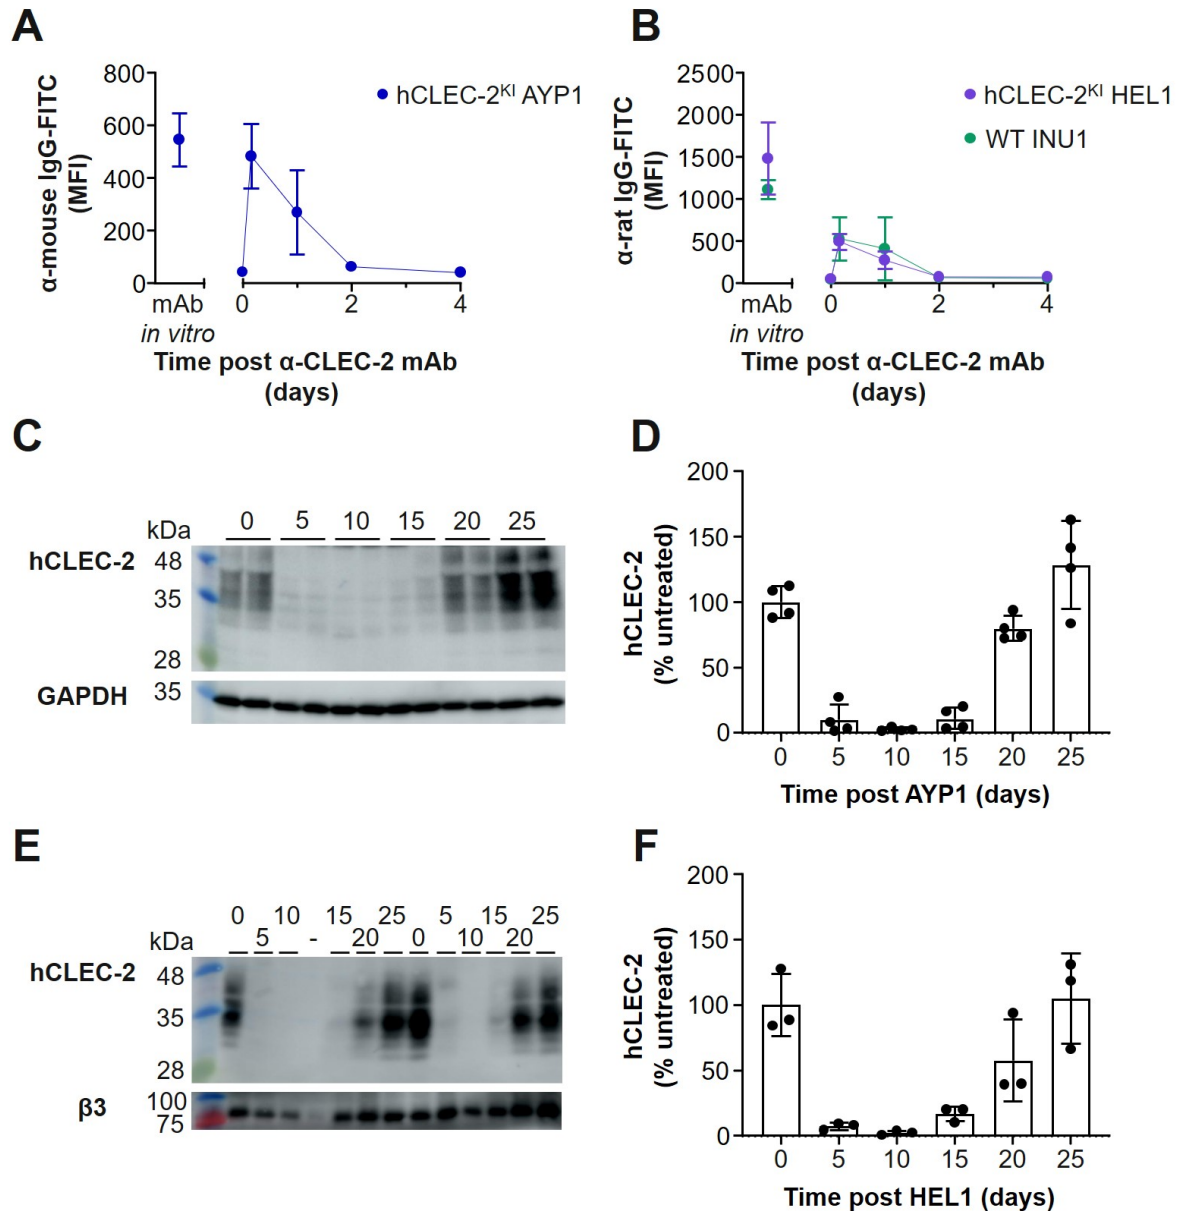 A
α-mouse IgG-FITC
(MFI)
800
600
400
200
0
hCLEC-2KI AYP1
mAb
in vitro
0
2
4
Time post α-CLEC-2 mAb
(days)
B
α-rat IgG-FITC
(MFI)
2500
2000
1500
1000
500
0
hCLEC-2KI HEL1
WT INU1
mAb
in vitro
0
2
4
Time post α-CLEC-2 mAb
(days)
C
kDa
0 5 10 15 20 25
hCLEC-2
48
35
28
GAPDH
35
D
hCLEC-2
(% untreated)
200
150
100
50
0
0 5 10 15 20 25
Time post AYP1 (days)
E
0 10 15 25 5 15 25
kDa 5 - 20 0 10 20
hCLEC-2
48
35
28
β3
100
75
F
hCLEC-2
(% untreated)
200
150
100
50
0
0 5 10 15 20 25
Time post HEL1 (days)